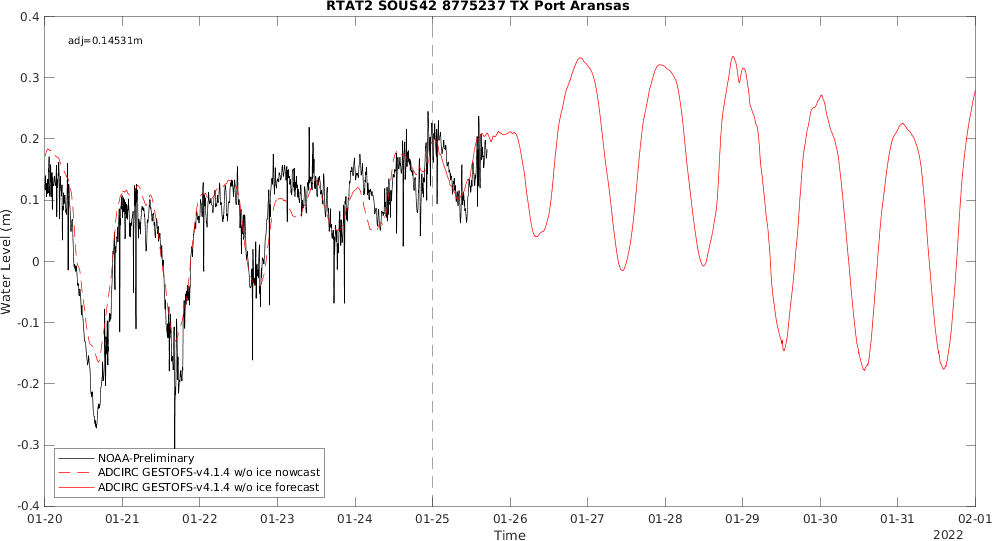 RTAT2 SOUS42 8775237 TX Port Aransas
adj=0.14531m
0.4
0.3
0.2
0.1
0
-0.1
-0.2
-0.3
-0.4
Water Level (m)
NOAA-Preliminary
ADCIRC GESTOFS-v4.1.4 w/o ice nowcast
ADCIRC GESTOFS-v4.1.4 w/o ice forecast
01-20 01-21 01-22 01-23 01-24 01-25 01-26 01-27 01-28 01-29 01-30 01-31 02-01
Time
2022